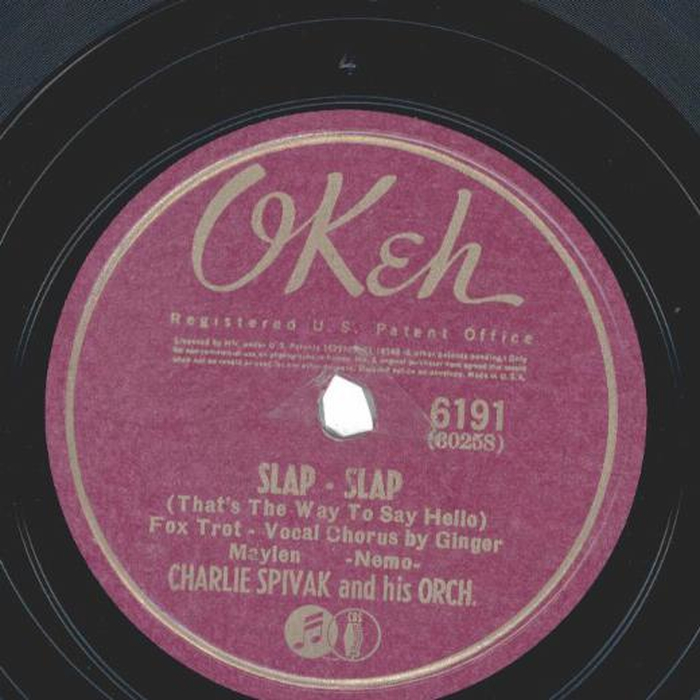 OKeh
Registered U.S. Patent Office
6191
(30258)
SLAP - SLAP
(That's The Way To Say Hello)
Fox Trot - Vocal Chorus by Ginger
Maylen -Nemo-
CHARLIE SPIVAK and his ORCH.
CBS